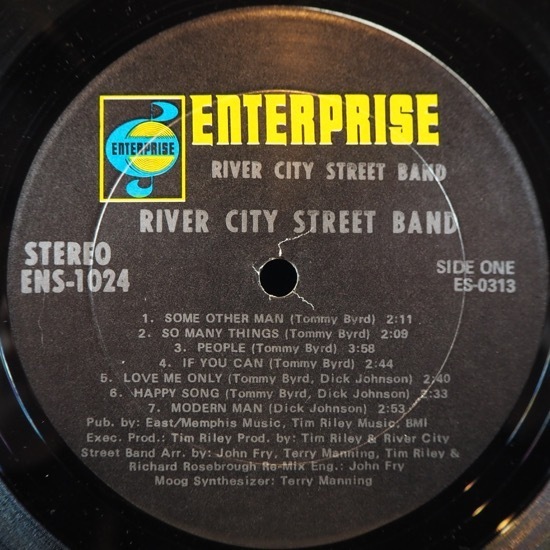 ENTERPRISE
ENTERPRISE
RIVER CITY STREET BAND
RIVER CITY STREET BAND
STEREO
ENS-1024
SIDE ONE
ES-0313
1. SOME OTHER MAN (Tommy Byrd) 2:11
2. SO MANY THINGS (Tommy Byrd) 2:09
3. PEOPLE (Tommy Byrd) 3:58
4. IF YOU CAN (Tommy Byrd) 2:44
5. LOVE ME ONLY (Tommy Byrd, Dick Johnson) 2:40
6. HAPPY SONG (Tommy Byrd, Dick Johnson) 2:33
7. MODERN MAN (Dick Johnson) 2:53
Pub. by: East/Memphis Music, Tim Riley Music, BMI
Exec. Prod.: Tim Riley Prod. by: Tim Riley & River City
Street Band Arr. by: John Fry, Terry Manning, Tim Riley &
Richard Rosebrough Re-Mix Eng.: John Fry
Moog Synthesizer: Terry Manning